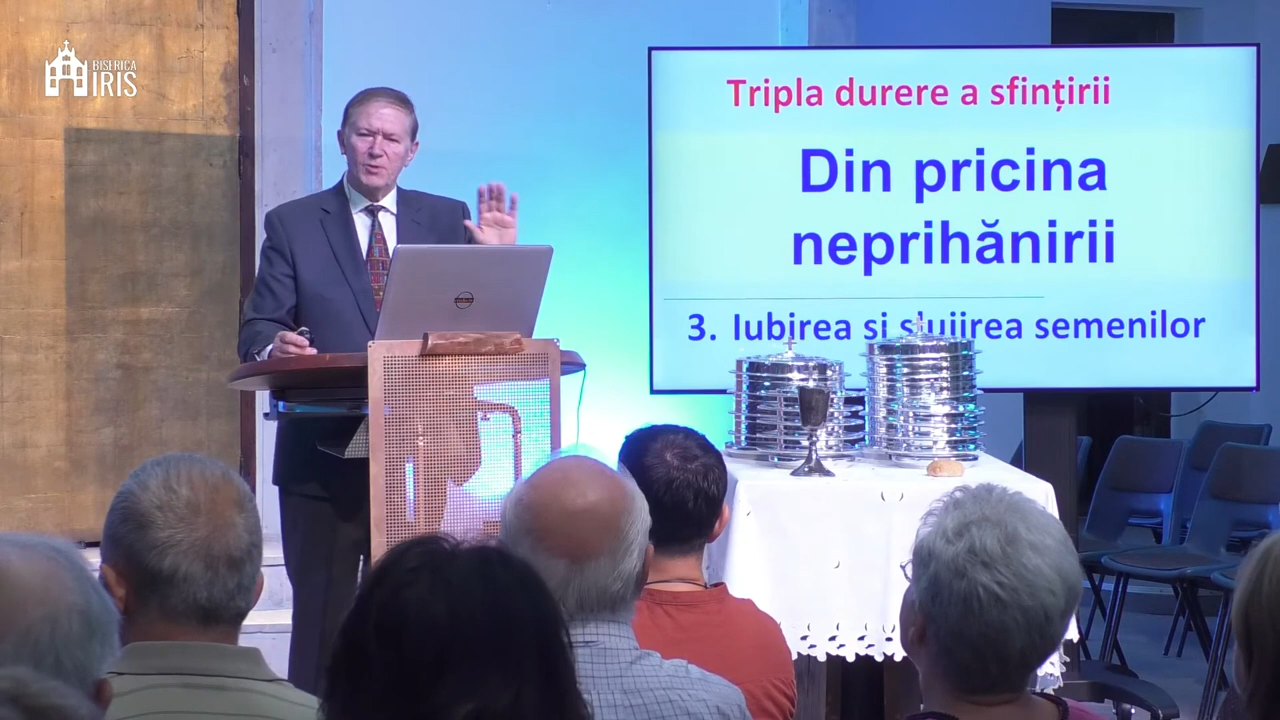 BISERICA
IRIS
Tripla durere a sfințirii
Din pricina
neprihănirii
3. Iubirea și slujirea semenilor